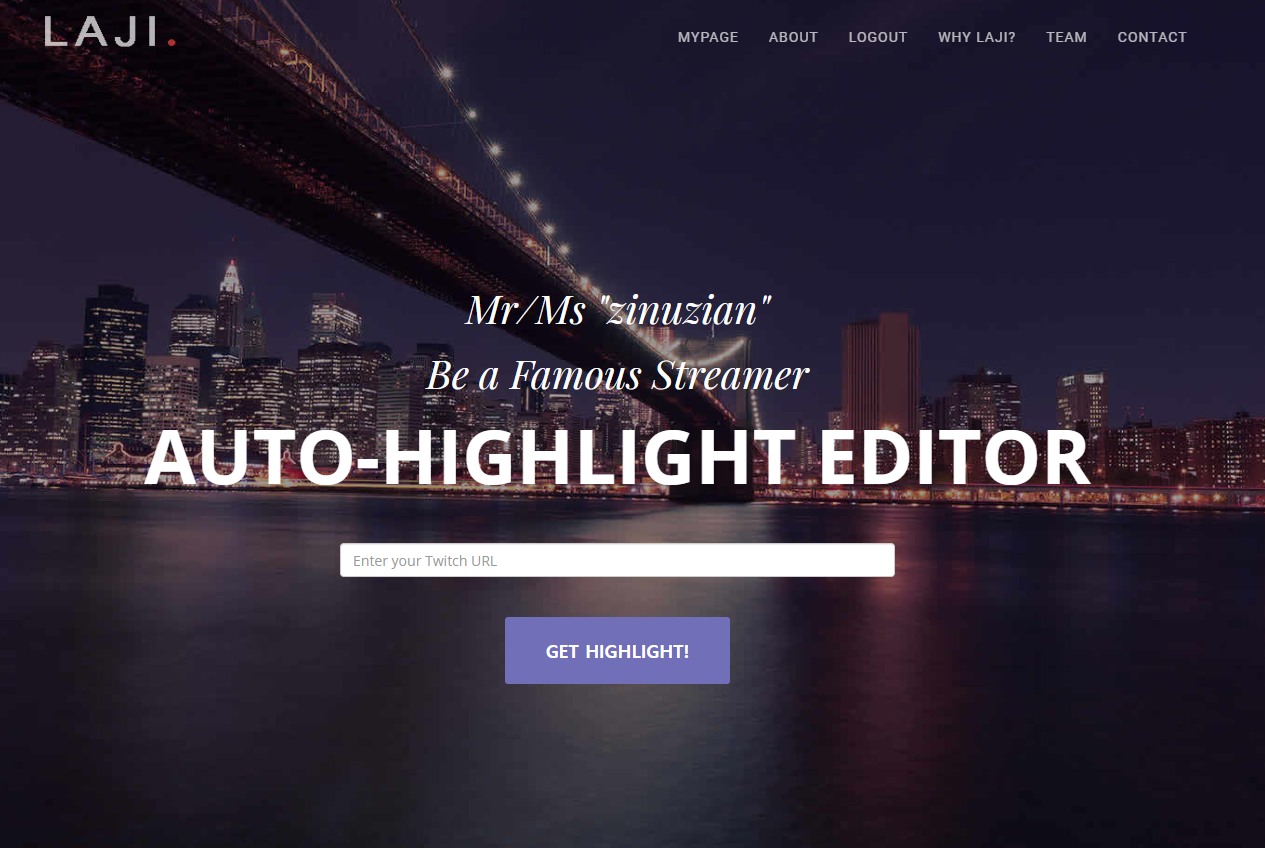 LAJI.
MYPAGE ABOUT LOGOUT WHY LAJI? TEAM CONTACT
Mr/Ms "zinuzian"
Be a Famous Streamer
AUTO-HIGHLIGHT EDITOR
Enter your Twitch URL
GET HIGHLIGHT!